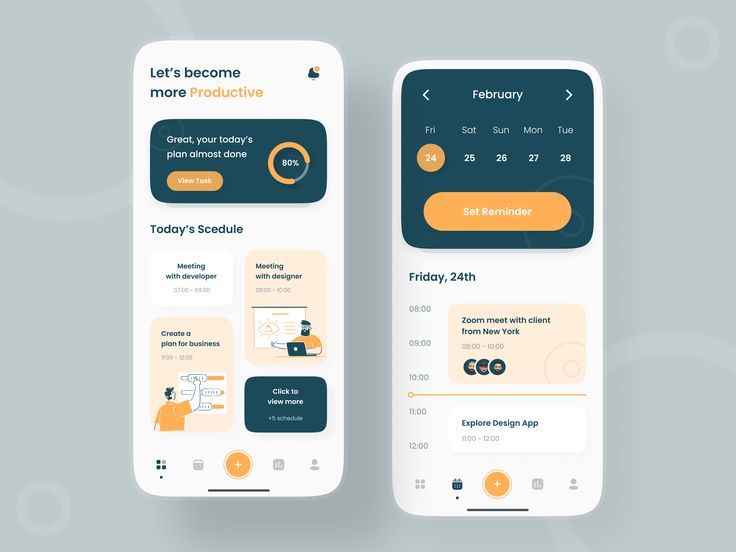 Let's become
more Productive
Great, your today's
plan almost done
View Task
80%
Today's Scedule
Meeting
with developer
07:00 - 08:00
Meeting
with designer
09:00 - 10:00
Create a
plan for business
11:00 - 12:00
Click to
view more
+5 schedule
February
Fri Sat Sun Mon Tue
24 25 26 27 28
Set Reminder
Friday, 24th
08:00
Zoom meet with client
from New York
08:00 - 10:00
09:00
10:00
11:00
Explore Design App
11:00 - 12:00
12:00